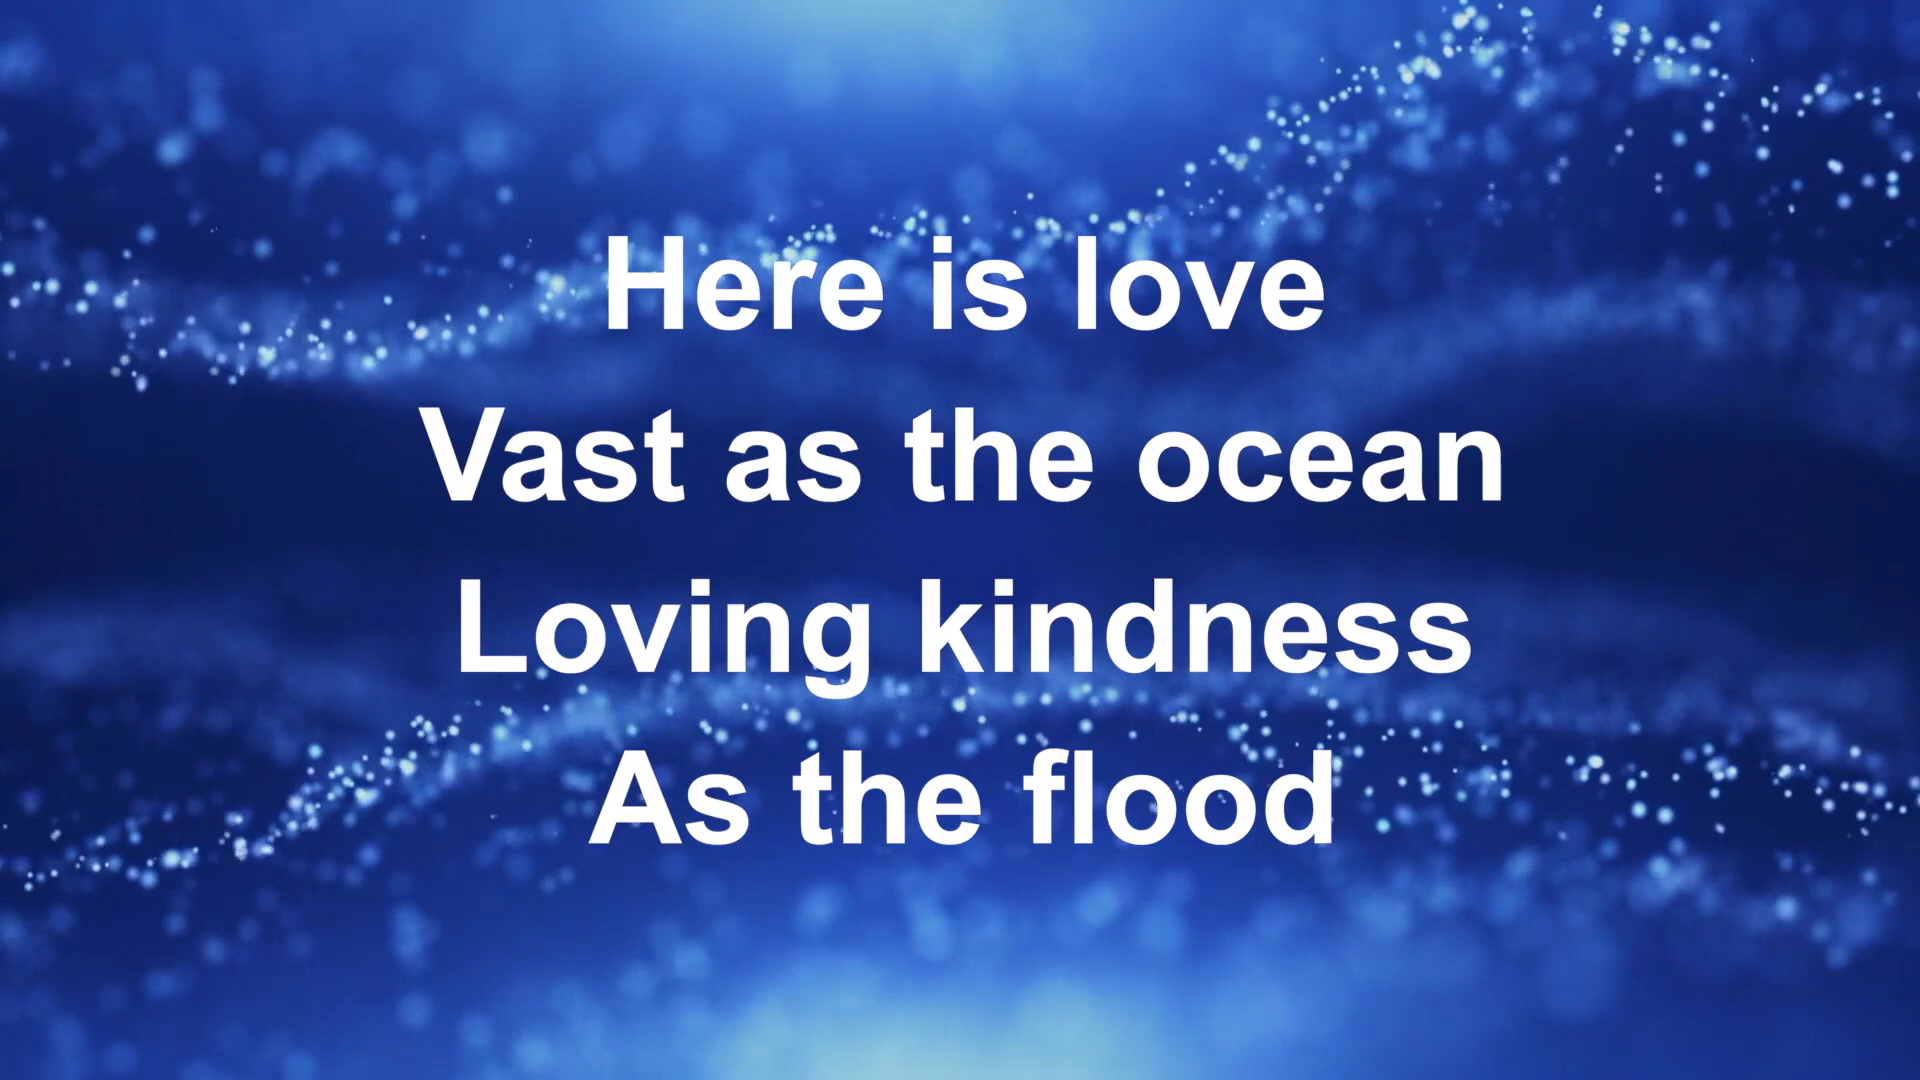 Here is love
Vast as the ocean
Loving kindness
As the flood